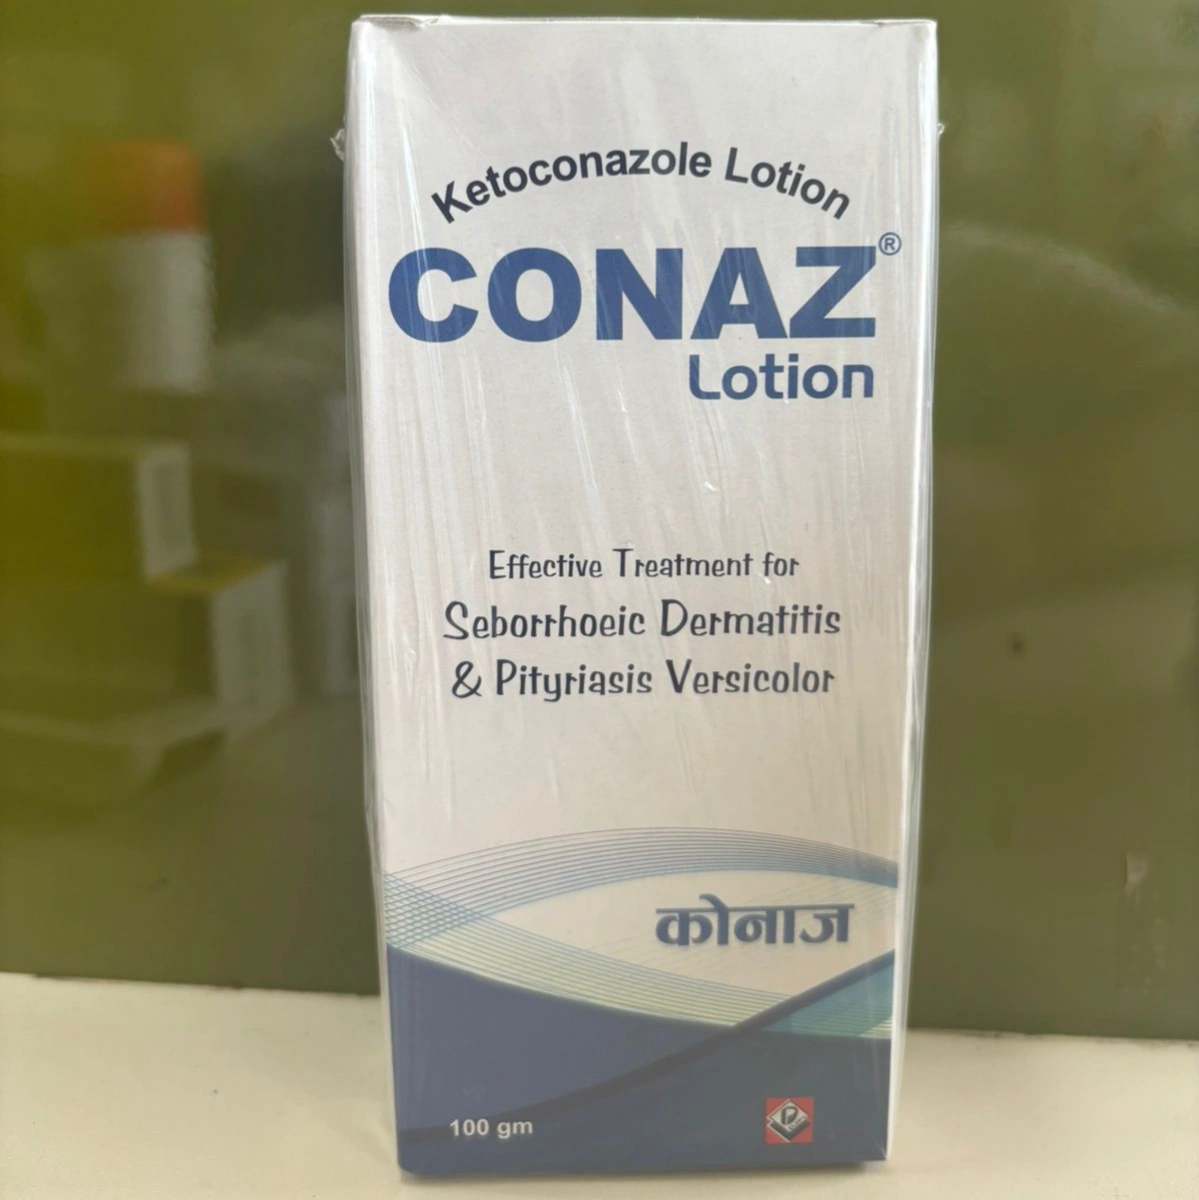 Ketoconazole Lotion
CONAZ®
Lotion
Effective Treatment for
Seborrhoeic Dermatitis
& Pityriasis Versicolor
कोनाज
100 gm